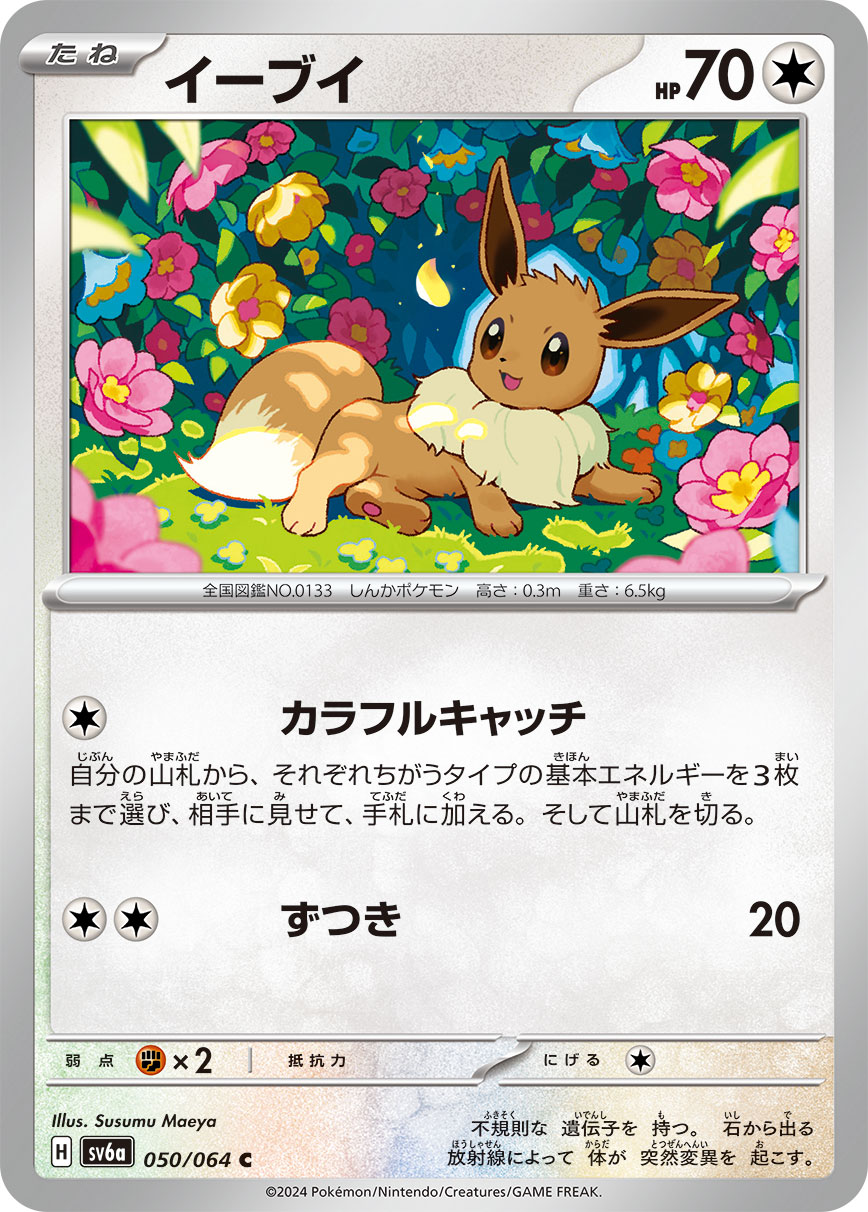 たね
イーブイ
HP70
全国図鑑NO.0133 しんかポケモン 高さ:0.3m 重さ:6.5kg
カラフルキャッチ
自分の山札から、それぞれちがうタイプの基本エネルギーを3枚
まで選び、相手に見せて、手札に加える。そして山札を切る。
ずつき 20
弱点 ×2 抵抗力 にげる
Illus. Susumu Maeya
H sv6a 050/064 C
不規則な 遺伝子を 持つ。 石から出る
放射線によって 体が 突然変異を 起こす。
©2024 Pokémon/Nintendo/Creatures/GAME FREAK.